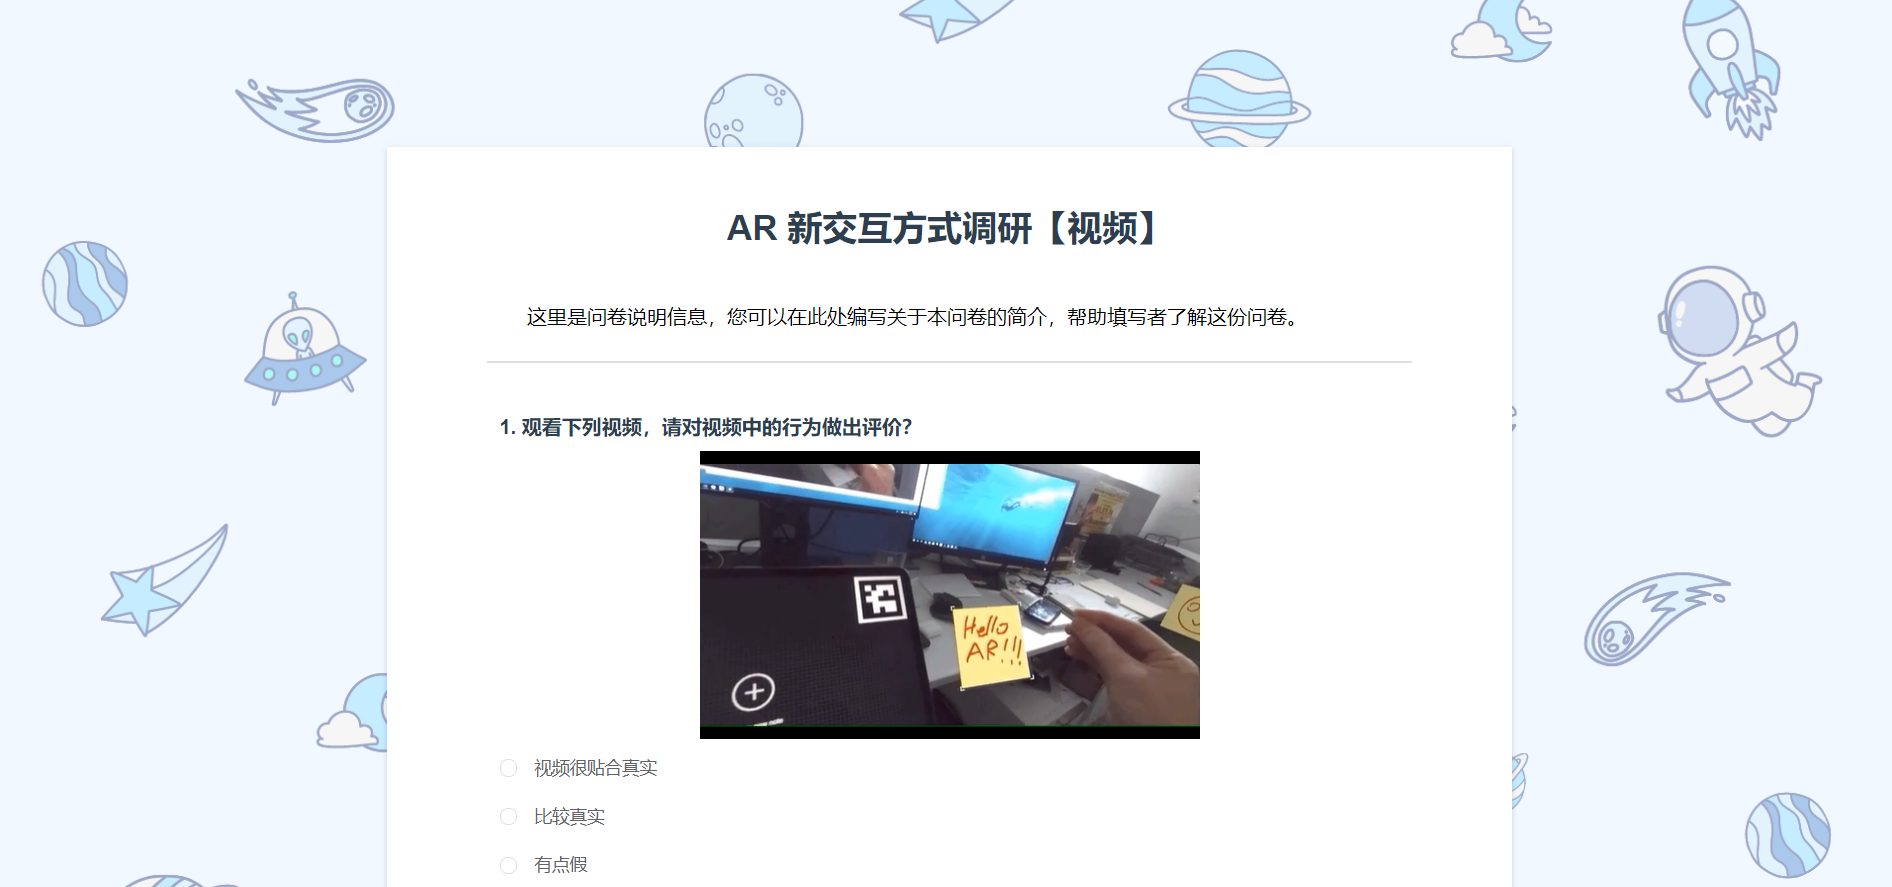 AR 新交互方式调研【视频】
这里是问卷说明信息，您可以在此处编写关于本问卷的简介，帮助填写者了解这份问卷。
1. 观看下列视频，请对视频中的行为做出评价？
Hello
AR!!!
note
视频很贴合真实
比较真实
有点假